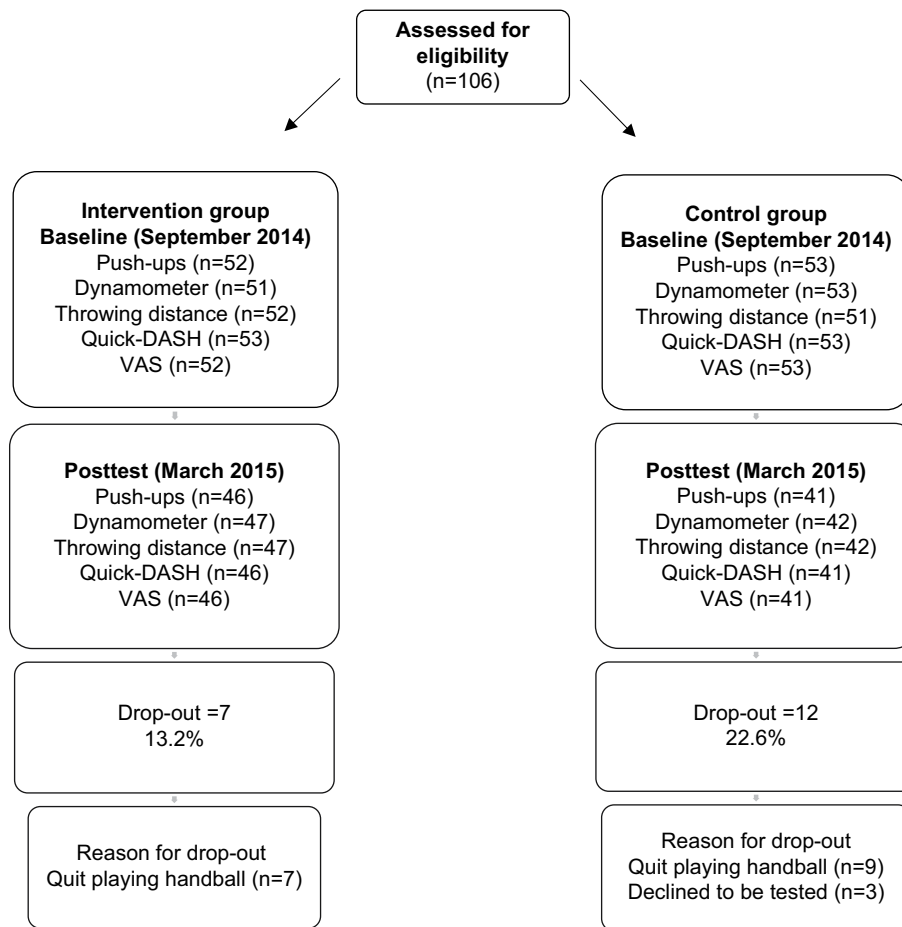 Assessed for
eligibility
(n=106)
Intervention group
Baseline (September 2014)
Push-ups (n=52)
Dynamometer (n=51)
Throwing distance (n=52)
Quick-DASH (n=53)
VAS (n=52)
Control group
Baseline (September 2014)
Push-ups (n=53)
Dynamometer (n=53)
Throwing distance (n=51)
Quick-DASH (n=53)
VAS (n=53)
Posttest (March 2015)
Push-ups (n=46)
Dynamometer (n=47)
Throwing distance (n=47)
Quick-DASH (n=46)
VAS (n=46)
Posttest (March 2015)
Push-ups (n=41)
Dynamometer (n=42)
Throwing distance (n=42)
Quick-DASH (n=41)
VAS (n=41)
Drop-out =7
13.2%
Drop-out =12
22.6%
Reason for drop-out
Quit playing handball (n=7)
Reason for drop-out
Quit playing handball (n=9)
Declined to be tested (n=3)